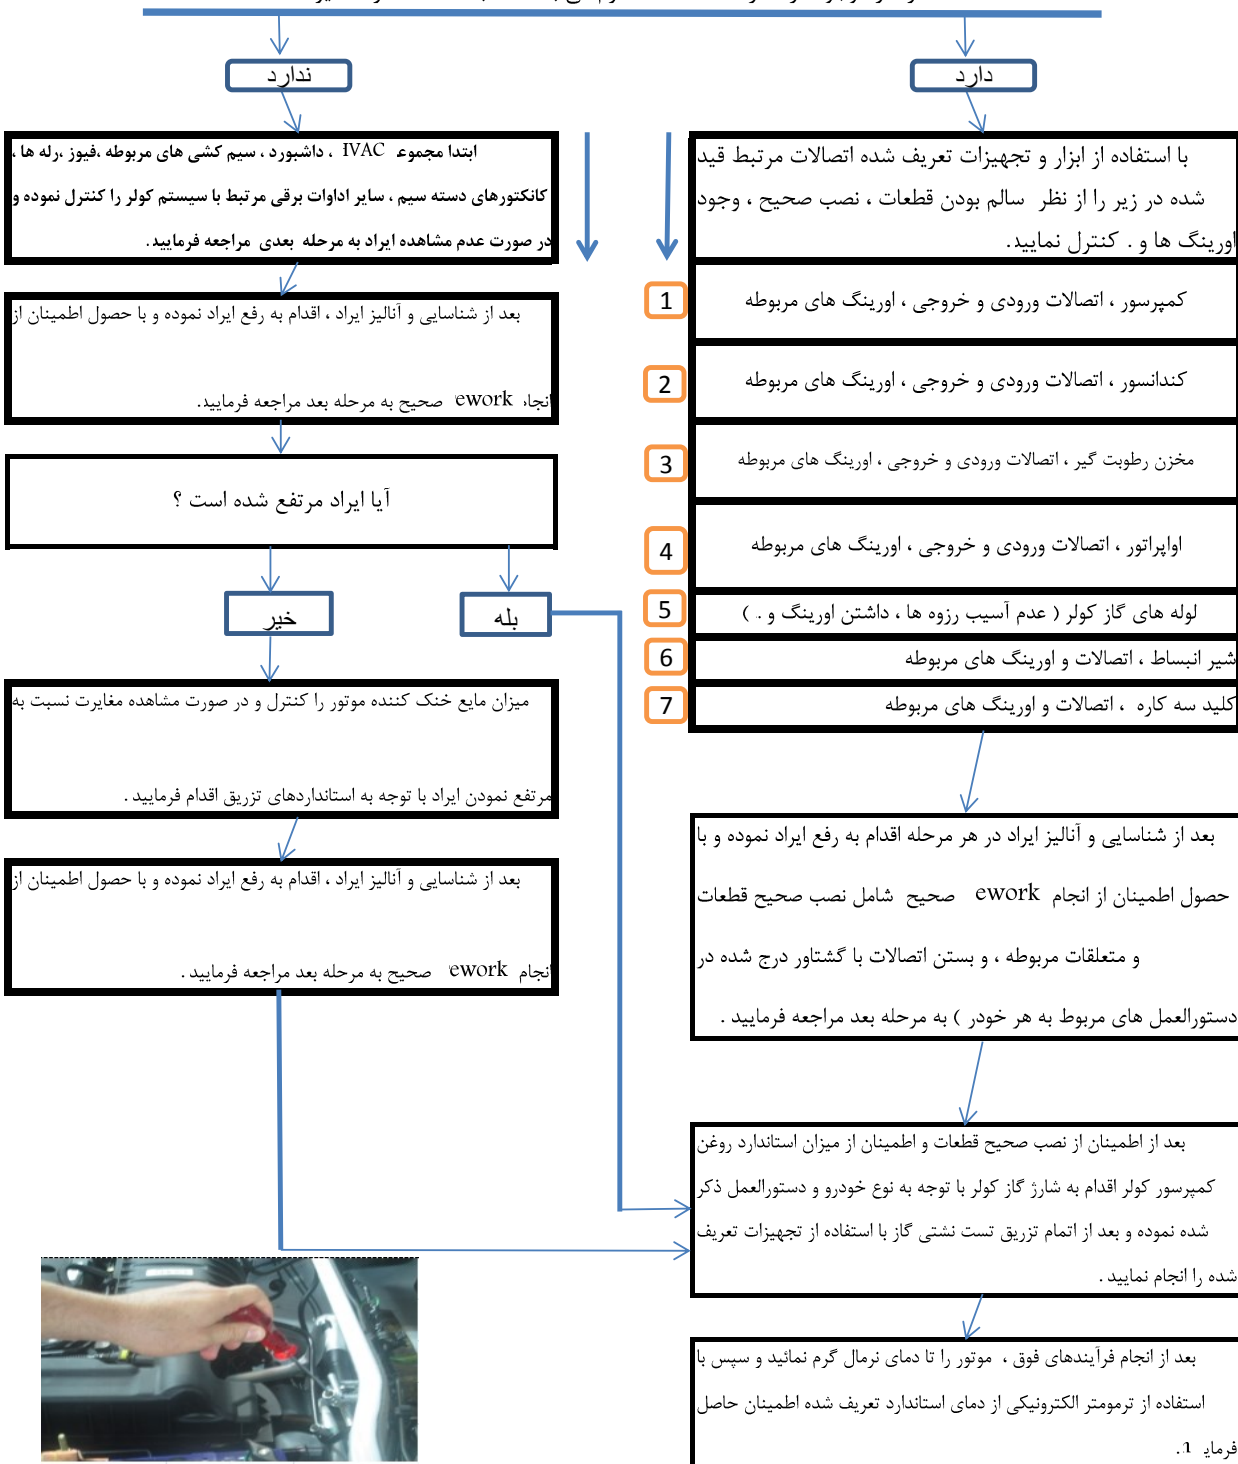 دارد
ندارد
با استفاده از ابزار و تجهیزات تعریف شده اتصالات مرتبط قید
شده در زیر را از نظر سالم بودن قطعات ، نصب صحیح ، وجود
اورینگ ها و . کنترل نمایید.
1
کمپرسور ، اتصالات ورودی و خروجی ، اورینگ های مربوطه
2
کندانسور ، اتصالات ورودی و خروجی ، اورینگ های مربوطه
3
مخزن رطوبت گیر ، اتصالات ورودی و خروجی ، اورینگ های مربوطه
4
اواپراتور ، اتصالات ورودی و خروجی ، اورینگ های مربوطه
5
لوله های گاز کولر ( عدم آسیب رزوه ها ، داشتن اورینگ و . )
6
شیر انبساط ، اتصالات و اورینگ های مربوطه
7
کلید سه کاره ، اتصالات و اورینگ های مربوطه
بعد از شناسایی و آنالیز ایراد در هر مرحله اقدام به رفع ایراد نموده و با
حصول اطمینان از انجام ework صحیح شامل نصب صحیح قطعات
و متعلقات مربوطه ، و بستن اتصالات با گشتاور درج شده در
دستورالعمل های مربوط به هر خودر ) به مرحله بعد مراجعه فرمایید .
ابتدا مجموع IVAC ، داشبورد ، سیم کشی های مربوطه ،فیوز ،رله ها ،
کانکتورهای دسته سیم ، سایر اداوات برقی مرتبط با سیستم کولر را کنترل نموده و
در صورت عدم مشاهده ایراد به مرحله بعدی مراجعه فرمایید.
بعد از شناسایی و آنالیز ایراد ، اقدام به رفع ایراد نموده و با حصول اطمینان از
ework صحیح به مرحله بعد مراجعه فرمایید.
آیا ایراد مرتفع شده است ؟
بله
خیر
میزان مایع خنک کننده موتور را کنترل و در صورت مشاهده مغایرت نسبت به
مرتفع نمودن ایراد با توجه به استانداردهای تزریق اقدام فرمایید .
بعد از شناسایی و آنالیز ایراد ، اقدام به رفع ایراد نموده و با حصول اطمینان از
انجام ework صحیح به مرحله بعد مراجعه فرمایید .
بعد از اطمینان از نصب صحیح قطعات و اطمینان از میزان استاندارد روغن
کمپرسور کولر اقدام به شارژ گاز کولر با توجه به نوع خودرو و دستورالعمل ذکر
شده نموده و بعد از اتمام تزریق تست نشتی گاز با استفاده از تجهیزات تعریف
شده را انجام نمایید .
بعد از انجام فرآیندهای فوق ، موتور را تا دمای نرمال گرم نمائید و سپس با
استفاده از ترمومتر الکترونیکی از دمای استاندارد تعریف شده اطمینان حاصل
فرمای